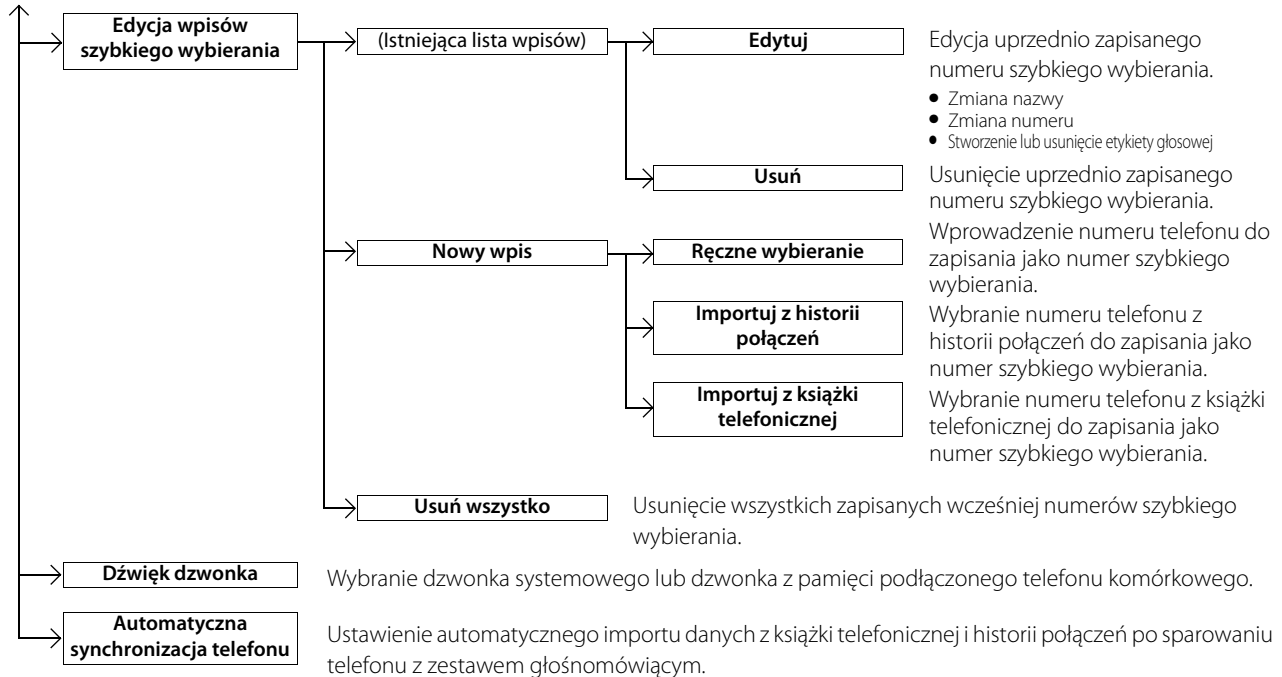 Edycja wpisów
szybkiego wybierania
(Istniejąca lista wpisów)
Edytuj
Edycja uprzednio zapisanego
numeru szybkiego wybierania.
● Zmiana nazwy
● Zmiana numeru
● Stworzenie lub usunięcie etykiety głosowej
Usuń
Usunięcie uprzednio zapisanego
numeru szybkiego wybierania.
Nowy wpis
Ręczne wybieranie
Wprowadzenie numeru telefonu do
zapisania jako numer szybkiego
wybierania.
Importuj z historii
połączeń
Wybranie numeru telefonu z
historii połączeń do zapisania jako
numer szybkiego wybierania.
Importuj z książki
telefonicznej
Wybranie numeru telefonu z książki
telefonicznej do zapisania jako
numer szybkiego wybierania.
Usuń wszystko
Usunięcie wszystkich zapisanych wcześniej numerów szybkiego
wybierania.
Dźwięk dzwonka
Wybranie dzwonka systemowego lub dzwonka z pamięci podłączonego telefonu komórkowego.
Automatyczna
synchronizacja telefonu
Ustawienie automatycznego importu danych z książki telefonicznej i historii połączeń po sparowaniu
telefonu z zestawem głośnomówiącym.